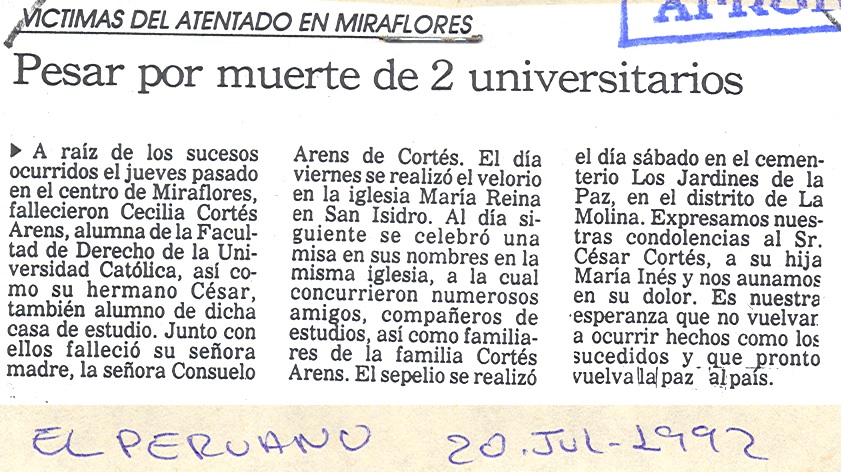 VICTIMAS DEL ATENTADO EN MIRAFLORES
Pesar por muerte de 2 universitarios
▶ A raíz de los sucesos
ocurridos el jueves pasado
en el centro de Miraflores,
fallecieron Cecilia Cortés
Arens, alumna de la Facul-
tad de Derecho de la Uni-
versidad Católica, así co-
mo su hermano César,
también alumno de dicha
casa de estudio. Junto con
ellos falleció su señora
madre, la señora Consuelo
Arens de Cortés. El día
viernes se realizó el velorio
en la iglesia María Reina
en San Isidro. Al día si-
guiente se celebró una
misa en sus nombres en la
misma iglesia, a la cual
concurrieron numerosos
amigos, compañeros de
estudios, así como familia-
res de la familia Cortés
Arens. El sepelio se realizó
el día sábado en el cemen-
terio Los Jardines de la
Paz, en el distrito de La
Molina. Expresamos nues-
tras condolencias al Sr.
César Cortés, a su hija
María Inés y nos aunamos
en su dolor. Es nuestra
esperanza que no vuelvan
a ocurrir hechos como los
sucedidos y que pronto
vuelva la paz al país.
EL PERUANO 20.JUL-1992